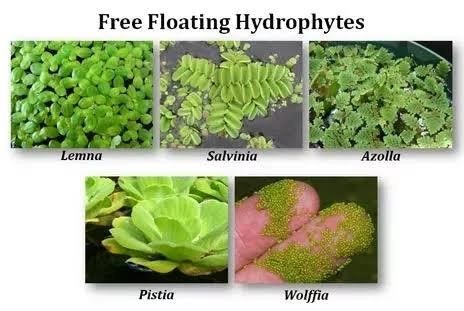 Free Floating Hydrophytes
Lemna
Salvinia
Azolla
Pistia
Wolffia